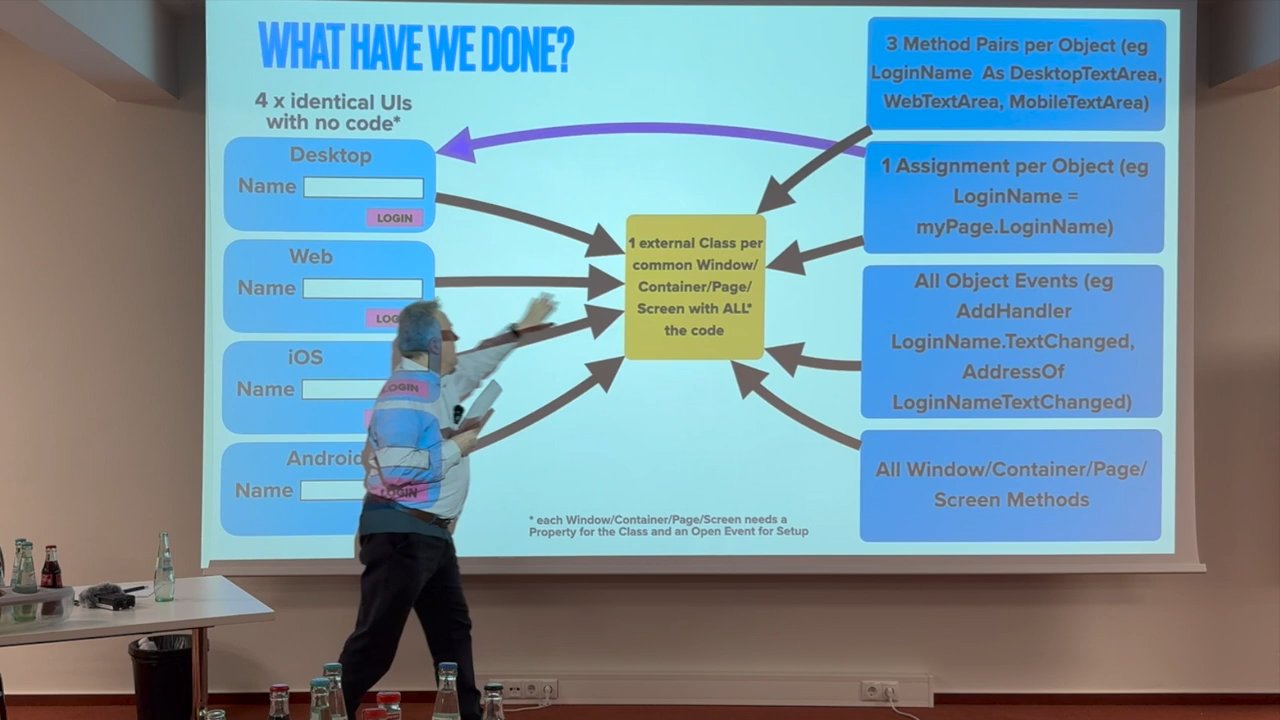 WHAT HAVE WE DONE?
4 x identical UIs
with no code*
Desktop
Name
LOGIN
Web
Name
LOG
iOS
Name
LOGIN
Android
Name
LOGIN
1 external Class per
common Window/
Container/Page/
Screen with ALL*
the code
3 Method Pairs per Object (eg
LoginName As DesktopTextArea,
WebTextArea, MobileTextArea)
1 Assignment per Object (eg
LoginName =
myPage.LoginName)
All Object Events (eg
AddHandler
LoginName.TextChanged,
AddressOf
LoginNameTextChanged)
All Window/Container/Page/
Screen Methods
* each Window/Container/Page/Screen needs a
Property for the Class and an Open Event for Setup